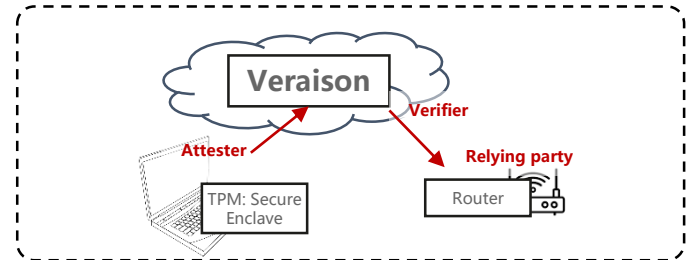 Veraison
Verifier
Attester
Relying party
TPM: Secure
Enclave
Router